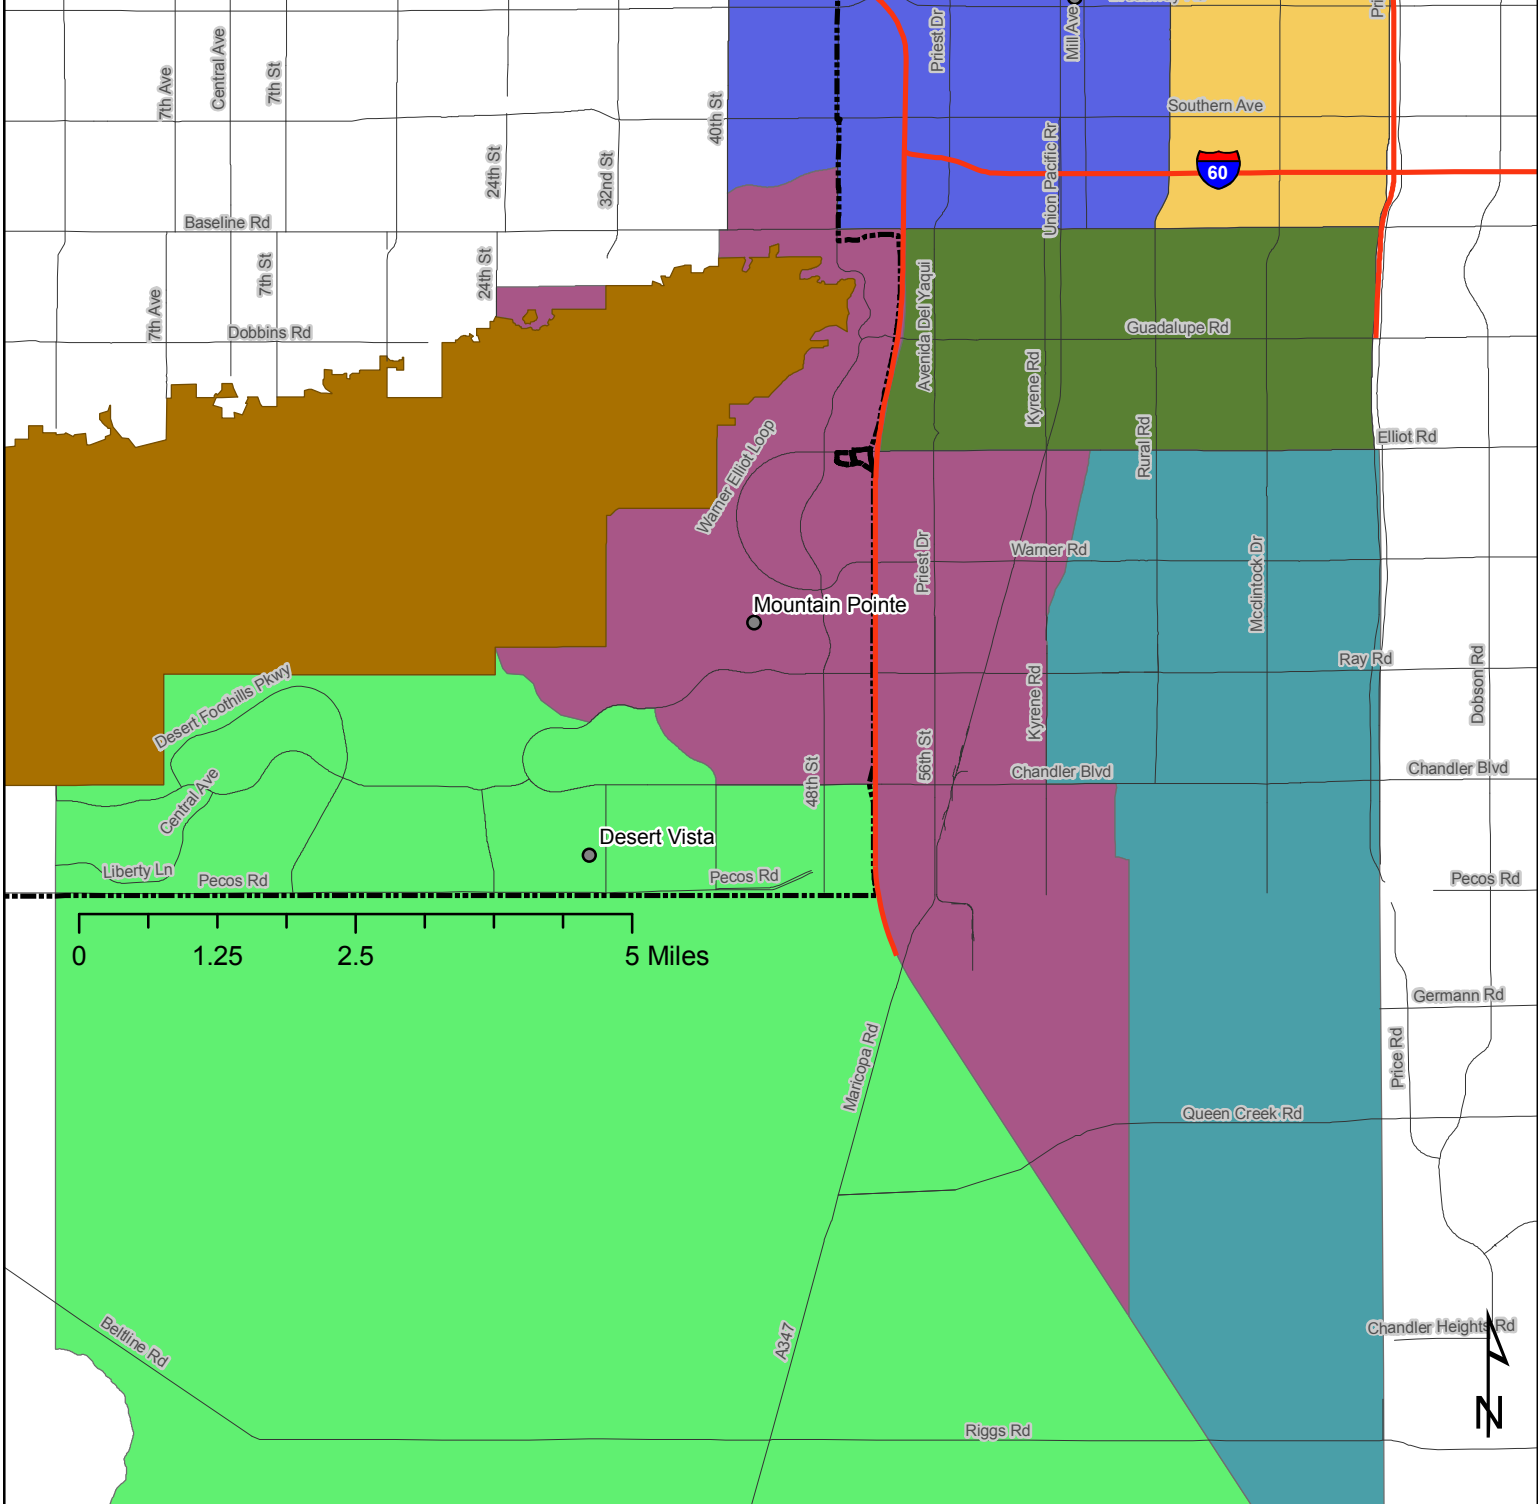 Pri
Priest Dr
Mill Ave
7th Ave
Central Ave
7th St
40th St
Southern Ave
24th St
32nd St
Union Pacific Rr
60
Baseline Rd
7th Ave
7th St
24th St
Dobbins Rd
Avenida Del Yaqui
Guadalupe Rd
Kyrene Rd
Rural Rd
Elliot Rd
Warner Elliot Loop
Priest Dr
Warner Rd
Mcclintock Dr
Mountain Pointe
Ray Rd
Dobson Rd
Desert Foothills Pkwy
Kyrene Rd
56th St
48th St
Chandler Blvd
Chandler Blvd
Central Ave
Desert Vista
Liberty Ln
Pecos Rd
Pecos Rd
Pecos Rd
0 1.25 2.5 5 Miles
Germann Rd
Maricopa Rd
Price Rd
Queen Creek Rd
Beltline Rd
A347
Chandler Heights Rd
N
Riggs Rd